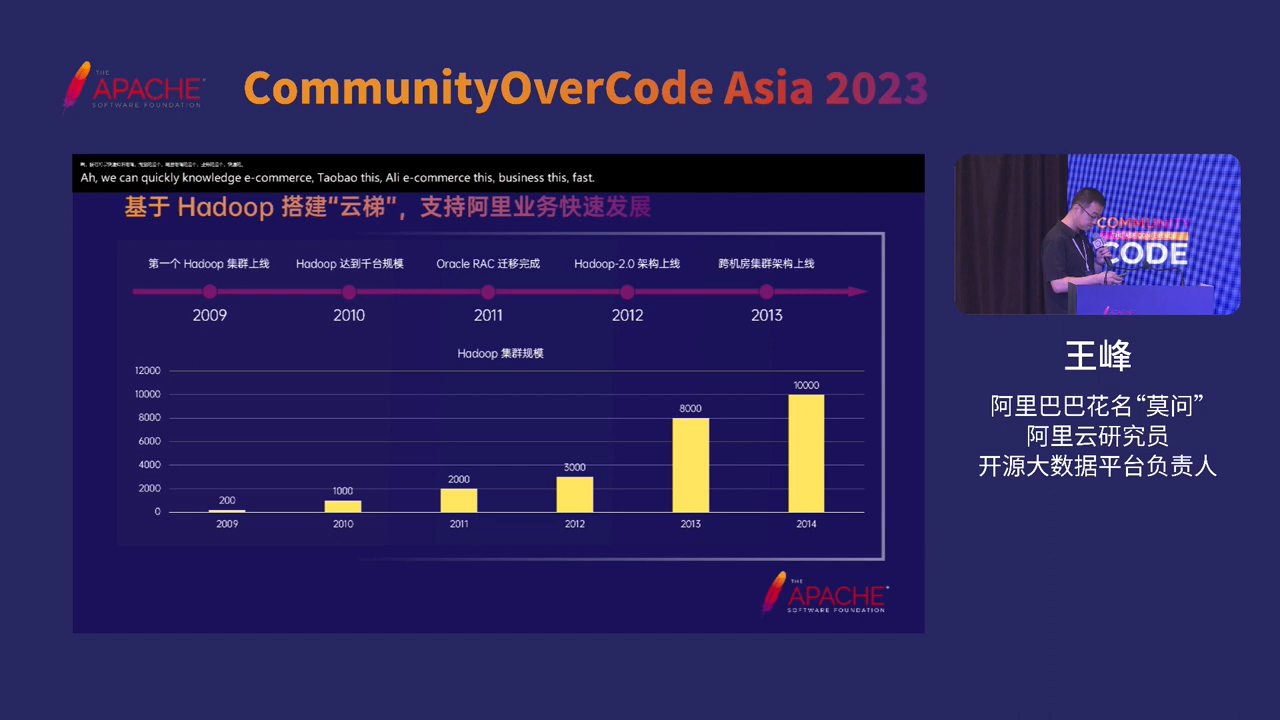 THE
APACHE
SOFTWARE FOUNDATION
CommunityOverCode Asia 2023
Ah, we can quickly knowledge e-commerce, Taobao this, Ali e-commerce this, business this, fast.
基于 Hadoop 搭建“云梯”，支持阿里业务快速发展
第一个 Hadoop 集群上线 Hadoop 达到千台规模 Oracle RAC 迁移完成 Hadoop-2.0 架构上线 跨机房集群架构上线
2009 2010 2011 2012 2013
Hadoop 集群规模
12000
10000
8000
6000
4000
2000
0
200
1000
2000
3000
8000
10000
2009 2010 2011 2012 2013 2014
THE
APACHE
SOFTWARE FOUNDATION
COMMUNITY
CODE
王峰
阿里巴巴花名“莫问”
阿里云研究员
开源大数据平台负责人